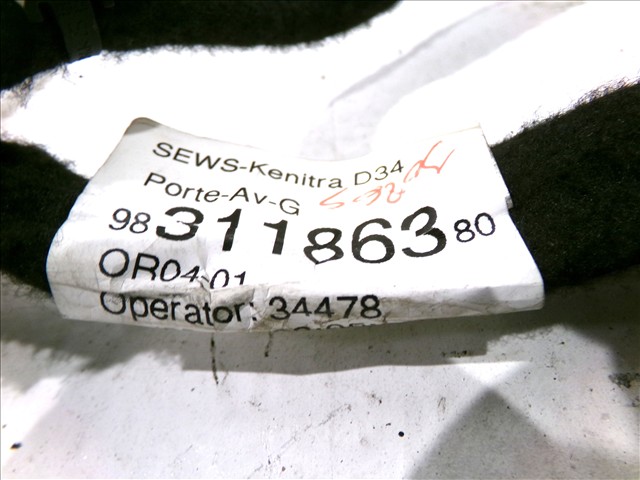 SEWS-Kenitra D34
Porte-Av-G
98 311863 80
OR04-01
Operator: 34478